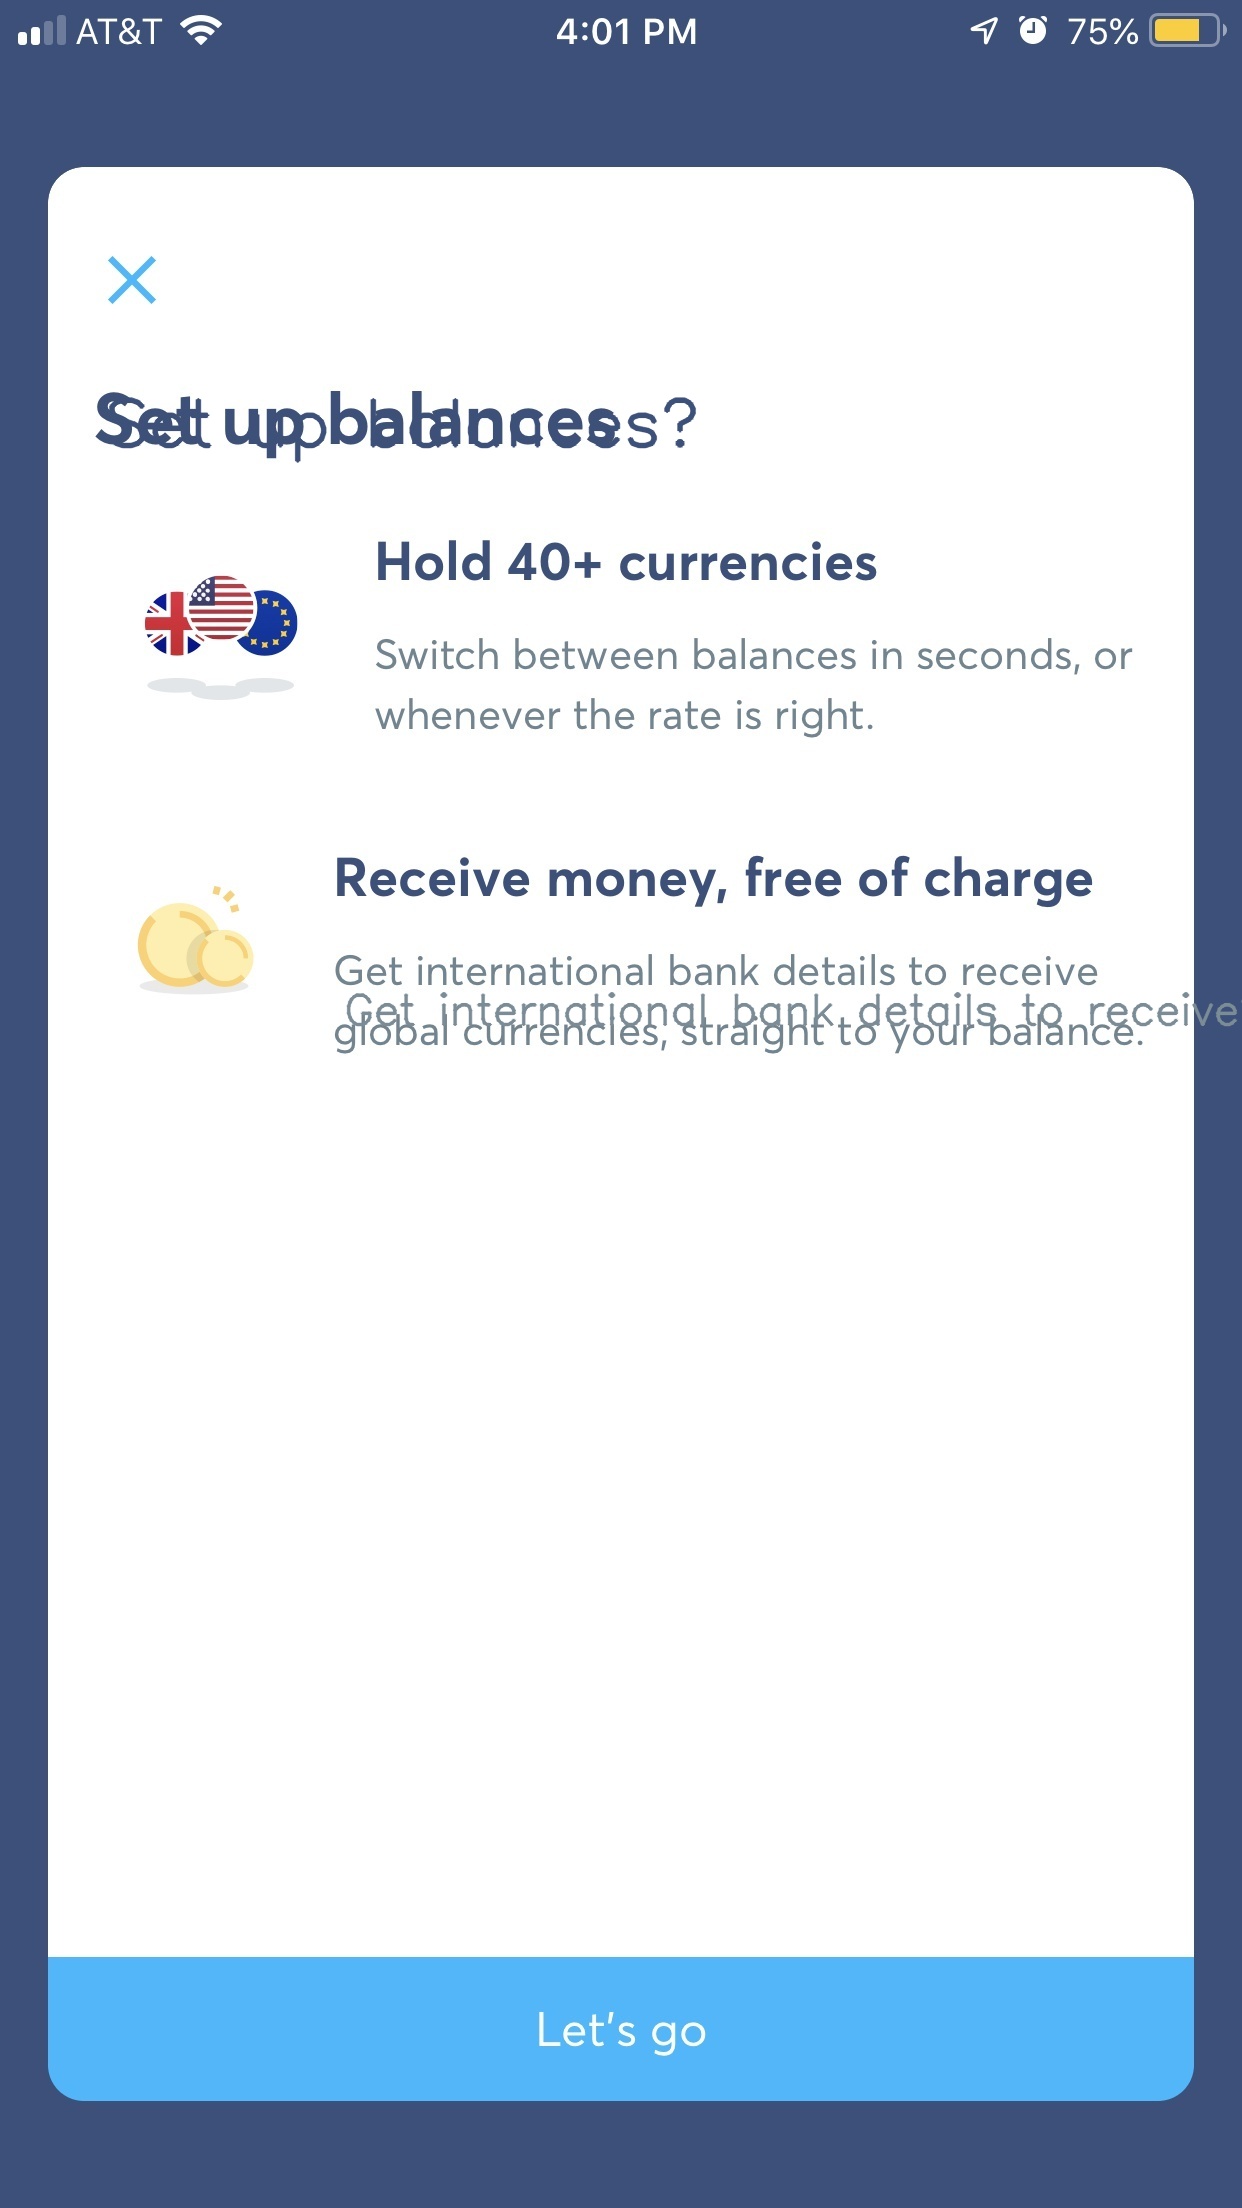 AT&T 4:01 PM 75%
Set up balances
Set up balances?
Hold 40+ currencies
Switch between balances in seconds, or
whenever the rate is right.
Receive money, free of charge
Get international bank details to receive
Get international bank details to receive
global currencies, straight to your balance.
Let's go